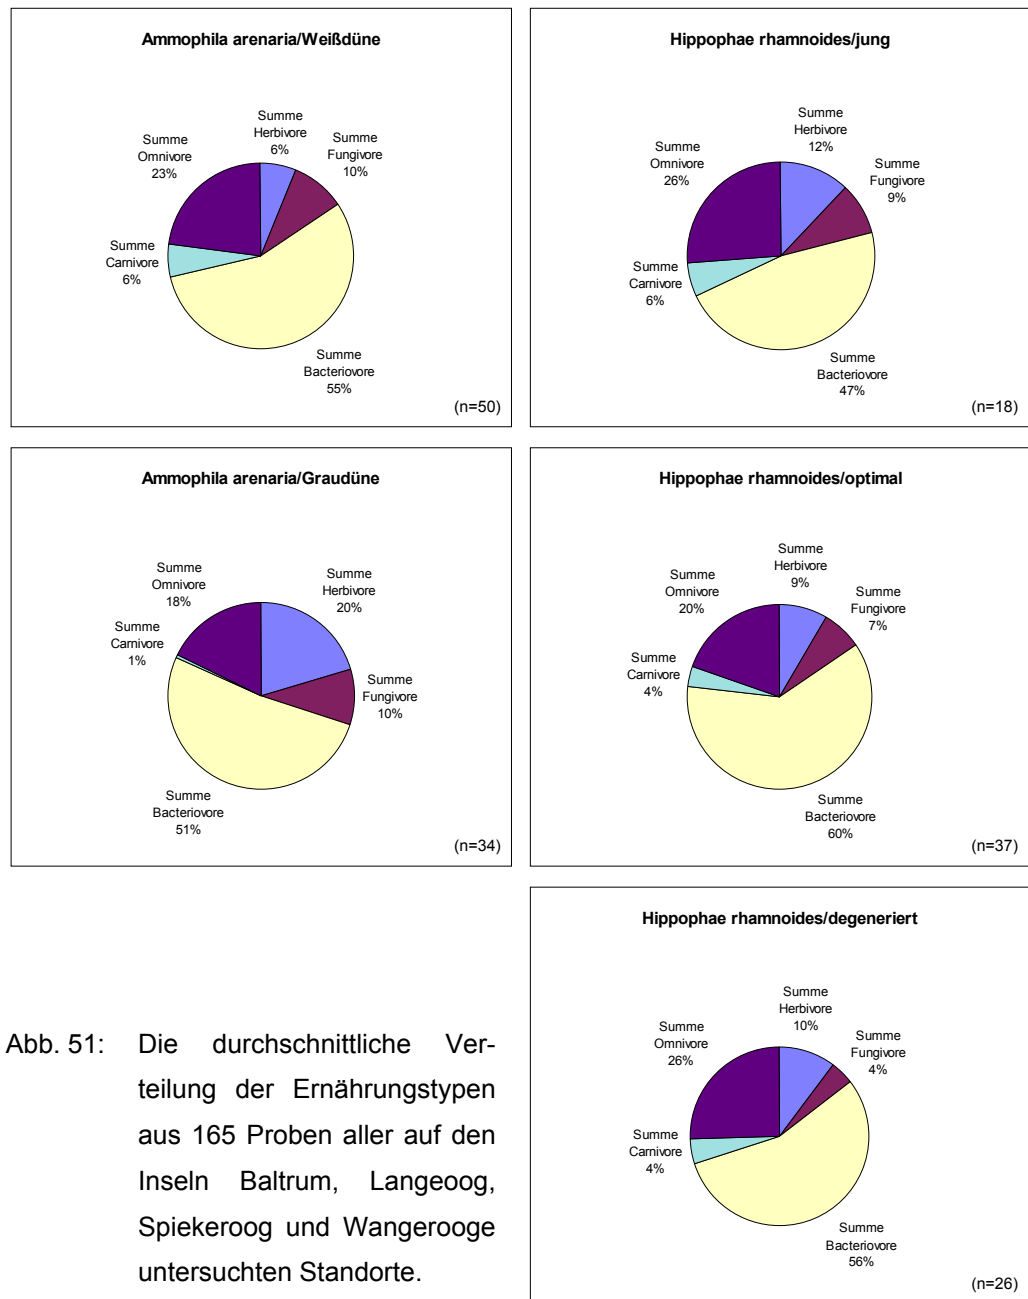 Ammophila arenaria/Weißdüne
Summe
Herbivore
6%
Summe
Fungivore
10%
Summe
Omnivore
23%
Summe
Carnivore
6%
Summe
Bacteriovore
55%
(n=50)
Hippophae rhamnoides/jung
Summe
Herbivore
12%
Summe
Omnivore
26%
Summe
Fungivore
9%
Summe
Carnivore
6%
Summe
Bacteriovore
47%
(n=18)
Ammophila arenaria/Graudüne
Summe
Omnivore
18%
Summe
Herbivore
20%
Summe
Carnivore
1%
Summe
Fungivore
10%
Summe
Bacteriovore
51%
(n=34)
Hippophae rhamnoides/optimal
Summe
Herbivore
9%
Summe
Omnivore
20%
Summe
Fungivore
7%
Summe
Carnivore
4%
Summe
Bacteriovore
60%
(n=37)
Hippophae rhamnoides/degeneriert
Summe
Herbivore
10%
Summe
Omnivore
26%
Summe
Fungivore
4%
Summe
Carnivore
4%
Summe
Bacteriovore
56%
(n=26)
Abb. 51: Die durchschnittliche Ver-
teilung der Ernährungstypen
aus 165 Proben aller auf den
Inseln Baltrum, Langeoog,
Spiekeroog und Wangerooge
untersuchten Standorte.